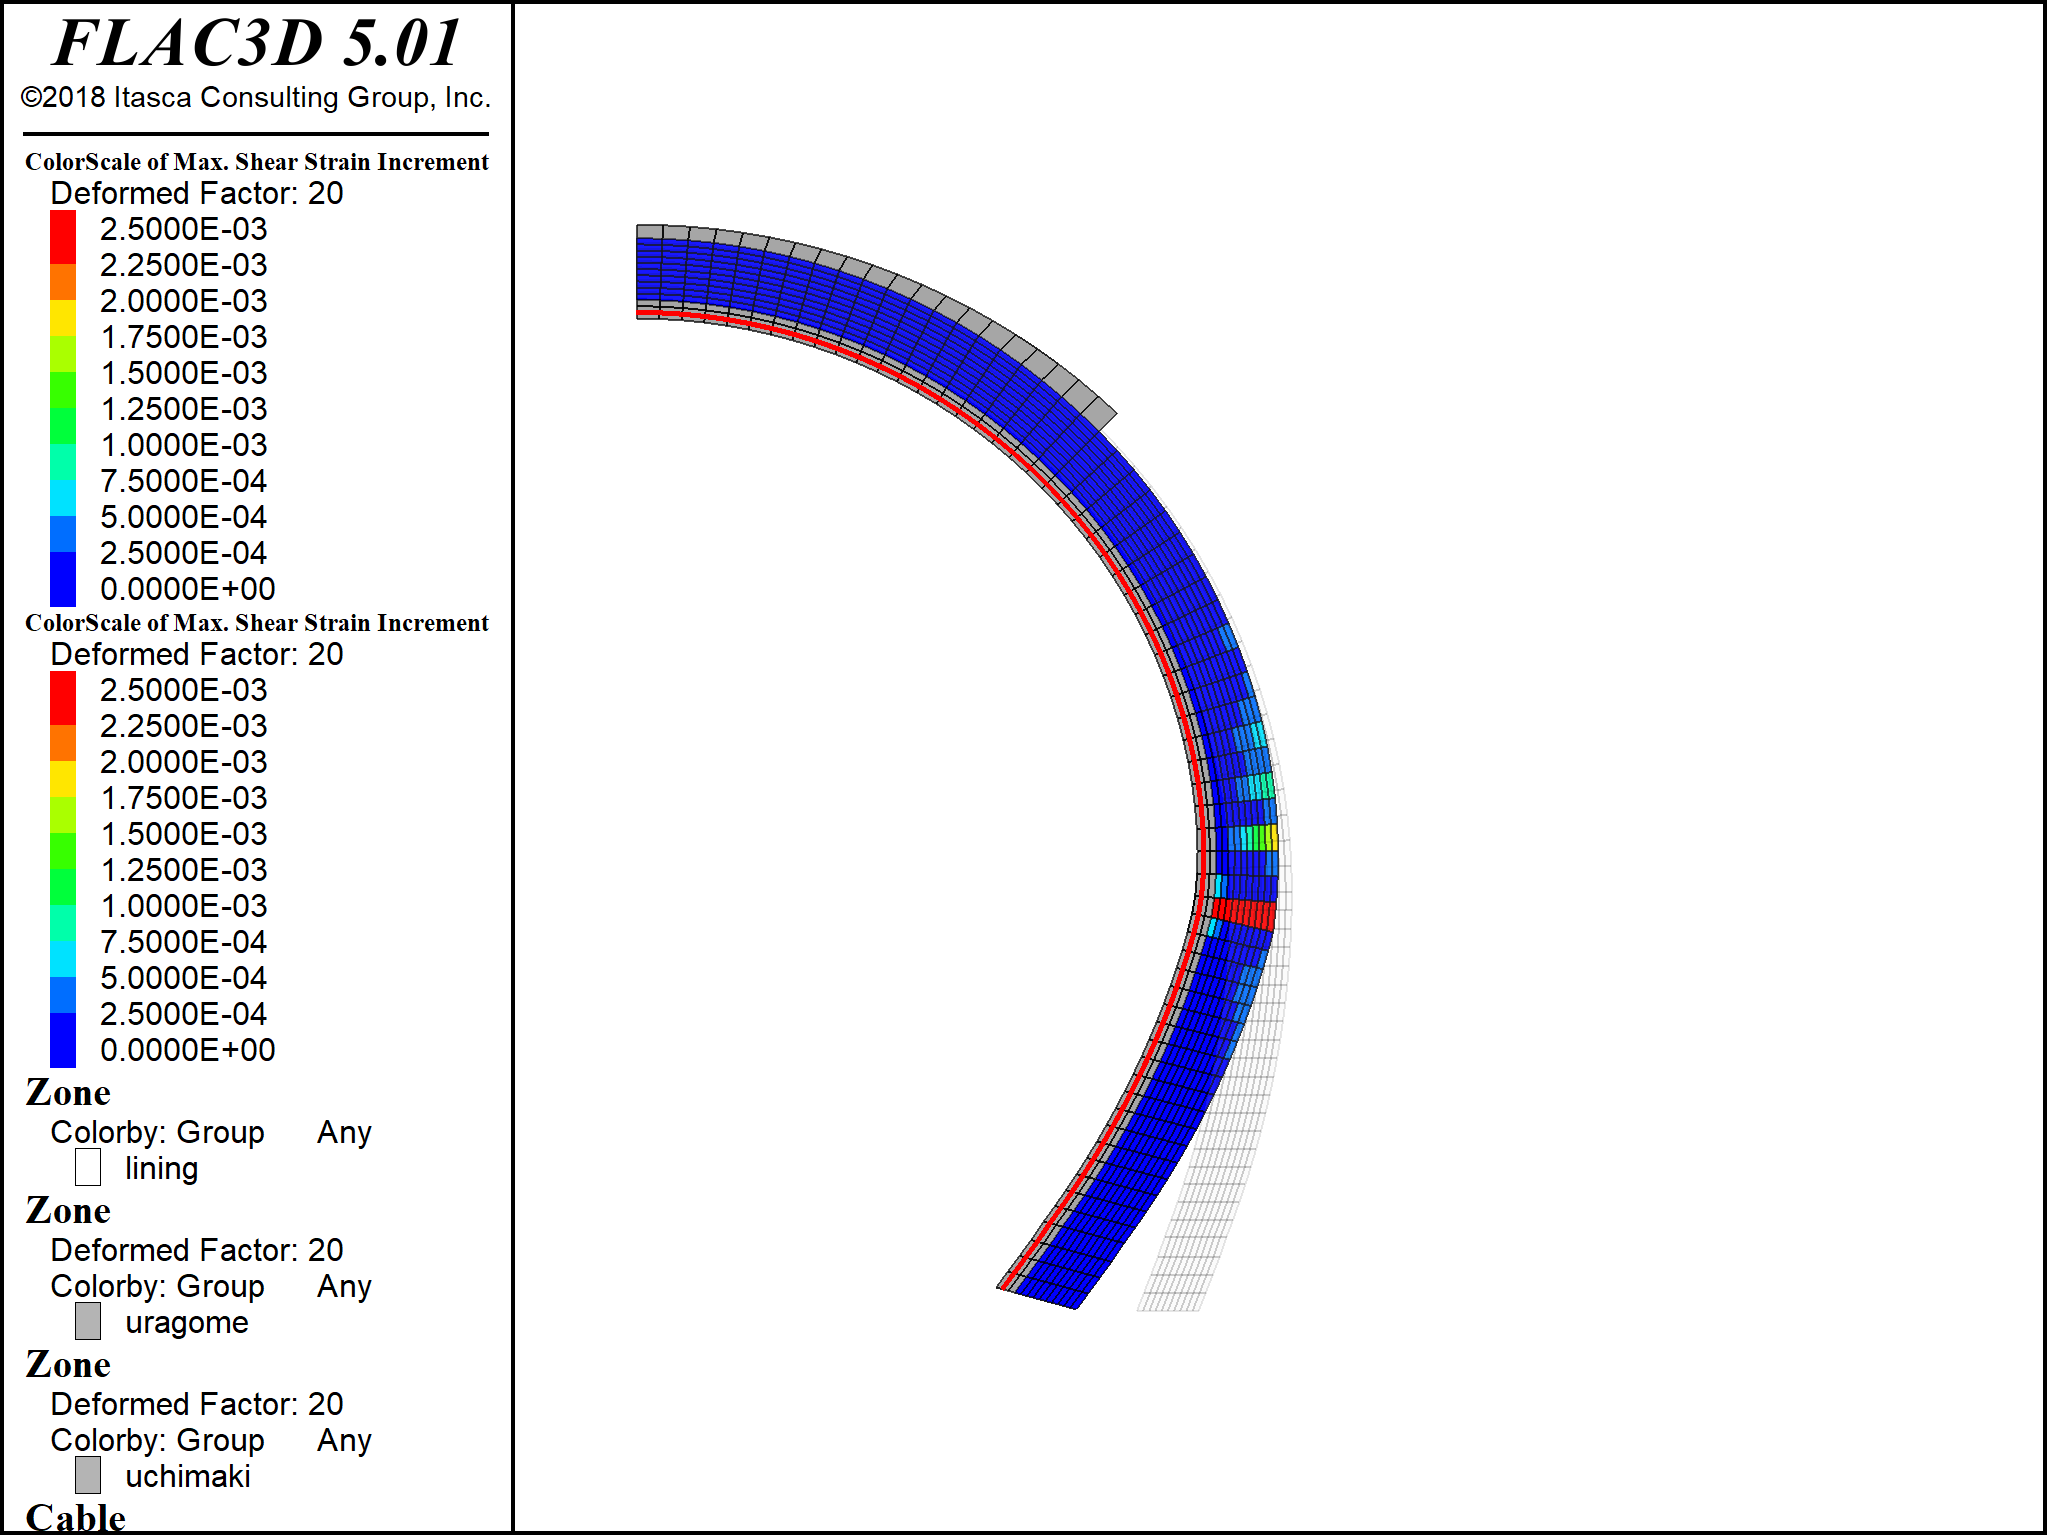 FLAC3D 5.01
©2018 Itasca Consulting Group, Inc.
ColorScale of Max. Shear Strain Increment
Deformed Factor: 20
2.5000E-03
2.2500E-03
2.0000E-03
1.7500E-03
1.5000E-03
1.2500E-03
1.0000E-03
7.5000E-04
5.0000E-04
2.5000E-04
0.0000E+00
ColorScale of Max. Shear Strain Increment
Deformed Factor: 20
2.5000E-03
2.2500E-03
2.0000E-03
1.7500E-03
1.5000E-03
1.2500E-03
1.0000E-03
7.5000E-04
5.0000E-04
2.5000E-04
0.0000E+00
Zone
Colorby: Group Any
lining
Zone
Deformed Factor: 20
Colorby: Group Any
uragome
Zone
Deformed Factor: 20
Colorby: Group Any
uchimaki
Cable